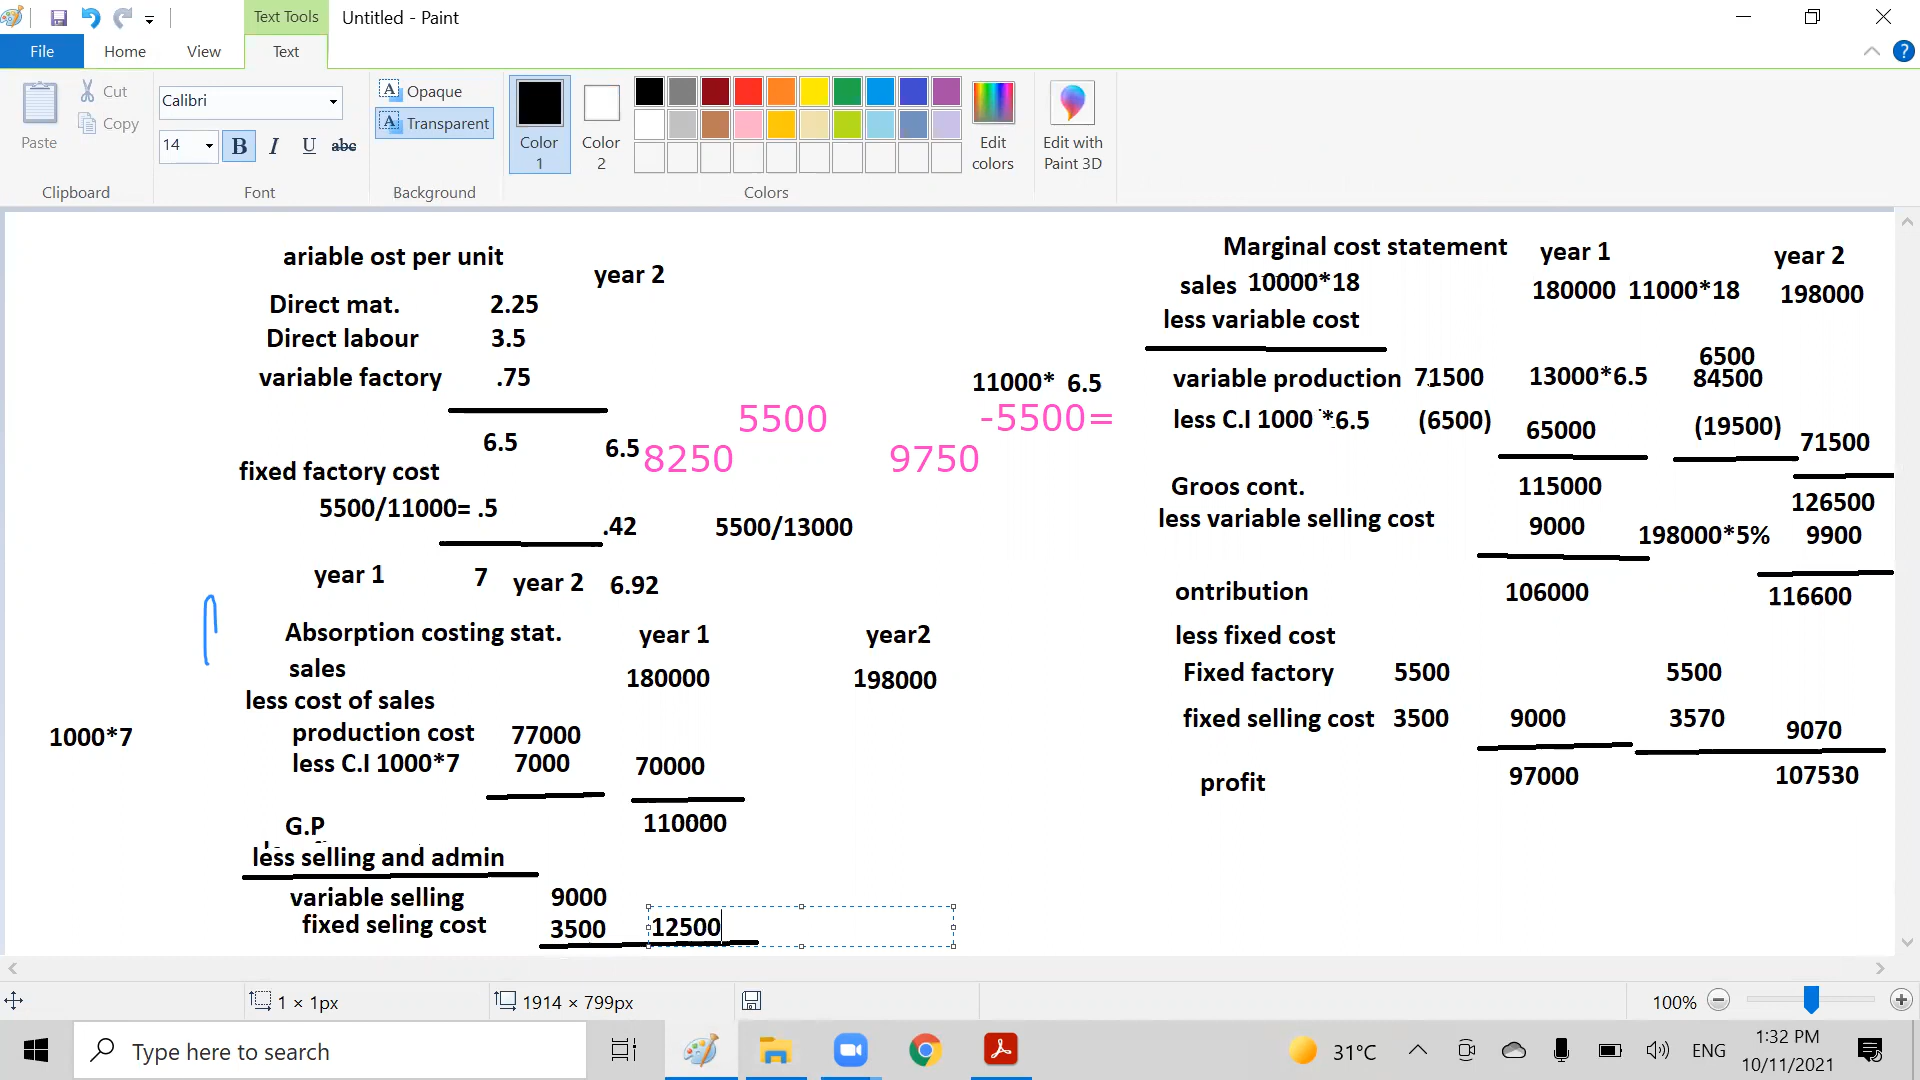 Text Tools
Untitled - Paint
File
Home
View
Text
Paste
Cut
Copy
Clipboard
Calibri
14
B I U abc
Font
Opaque
Transparent
Background
Color 1
Color 2
Colors
Edit colors
Edit with Paint 3D
ariable ost per unit
year 2
Direct mat. 2.25
Direct labour 3.5
variable factory .75
6.5 6.5
fixed factory cost
5500/11000= .5
.42 5500/13000
year 1 7 year 2 6.92
11000* 6.5
5500 -5500=
8250 9750
Absorption costing stat. year 1 year2
sales 180000 198000
less cost of sales
1000*7 production cost 77000
less C.I 1000*7 7000 70000
G.P 110000
less selling and admin
variable selling 9000
fixed seling cost 3500 12500
Marginal cost statement year 1 year 2
sales 10000*18 180000 11000*18 198000
less variable cost
6500
variable production 71500 13000*6.5 84500
less C.I 1000 *6.5 (6500) 65000 (19500) 71500
Groos cont. 115000 126500
less variable selling cost 9000 198000*5% 9900
ontribution 106000 116600
less fixed cost
Fixed factory 5500 5500
fixed selling cost 3500 9000 3570 9070
profit 97000 107530
1 × 1px
1914 × 799px
100%
Type here to search
31°C
ENG
1:32 PM
10/11/2021